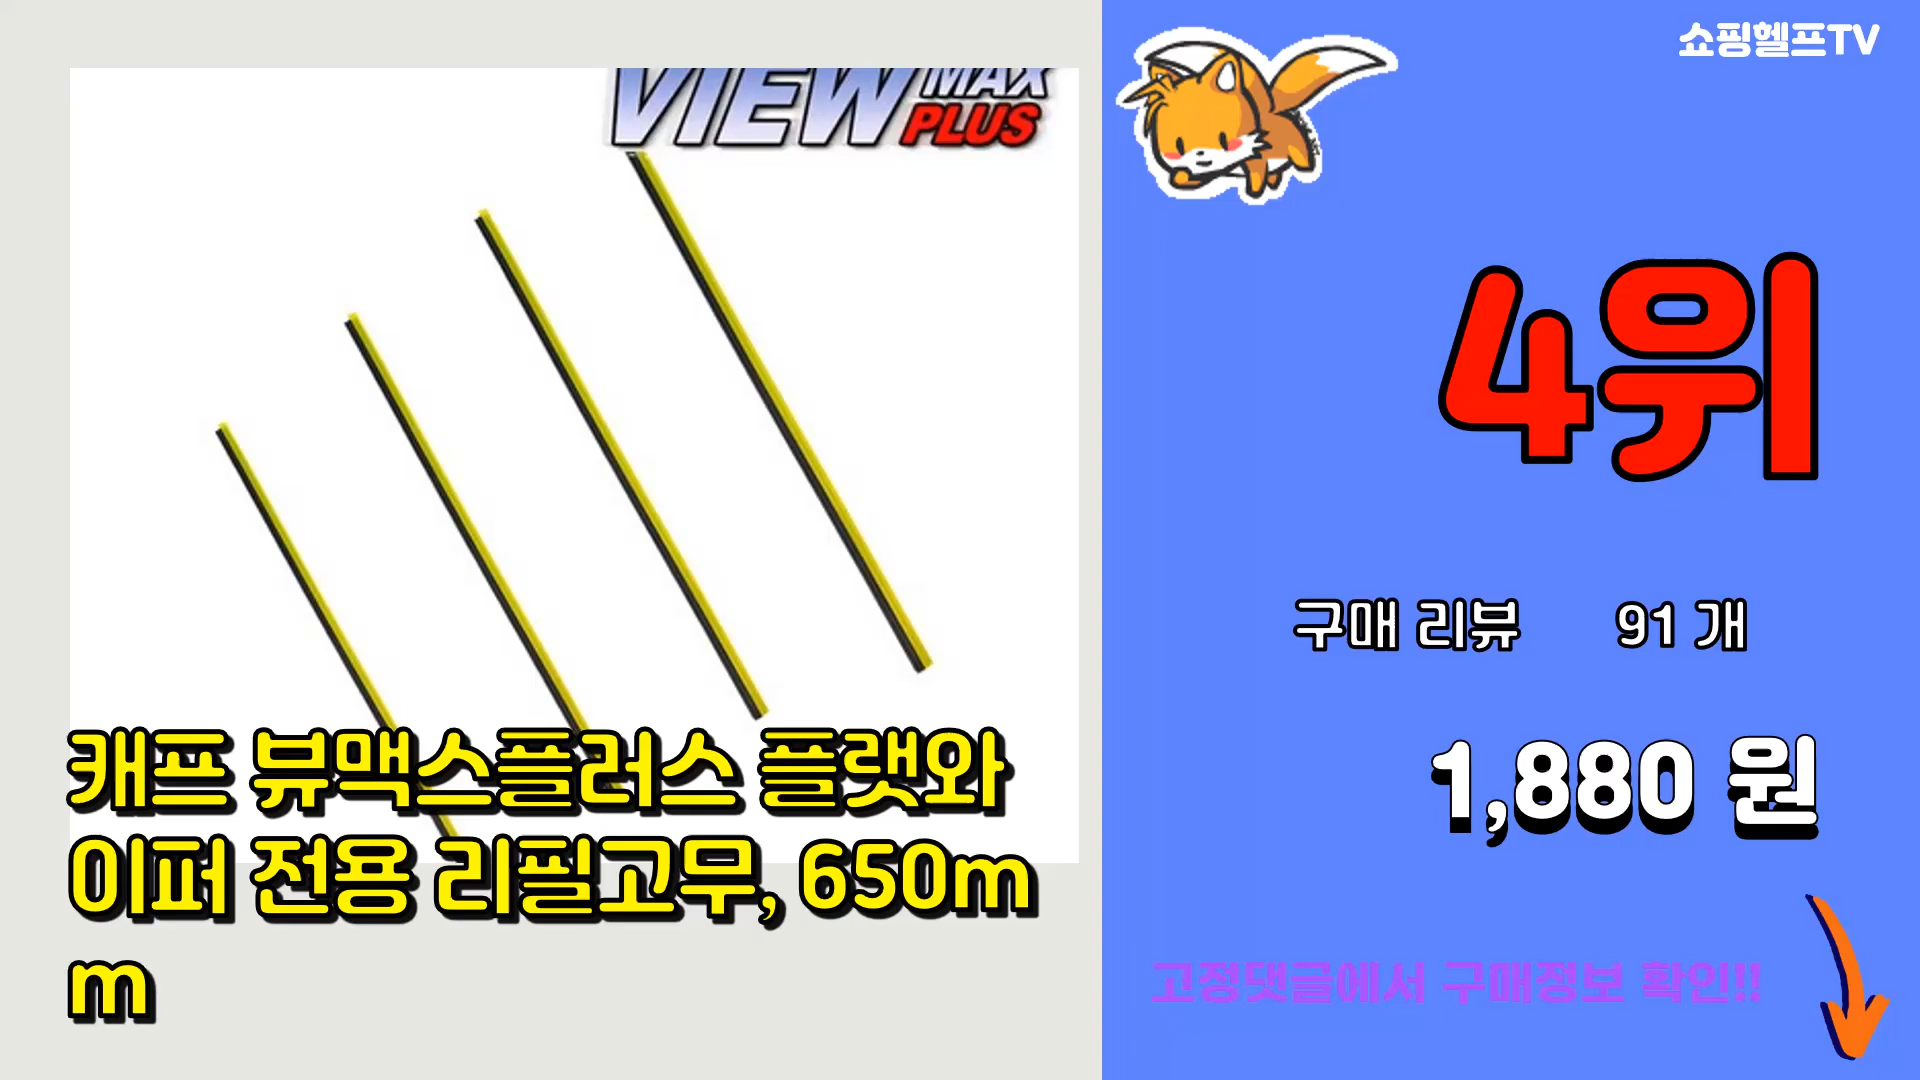 쇼핑헬프TV
VIEW MAX
PLUS
4위
구매 리뷰 91 개
1,880 원
캐프 뷰맥스플러스 플랫와
이퍼 전용 리필고무, 650m
m
고정댓글에서 구매정보 확인!!